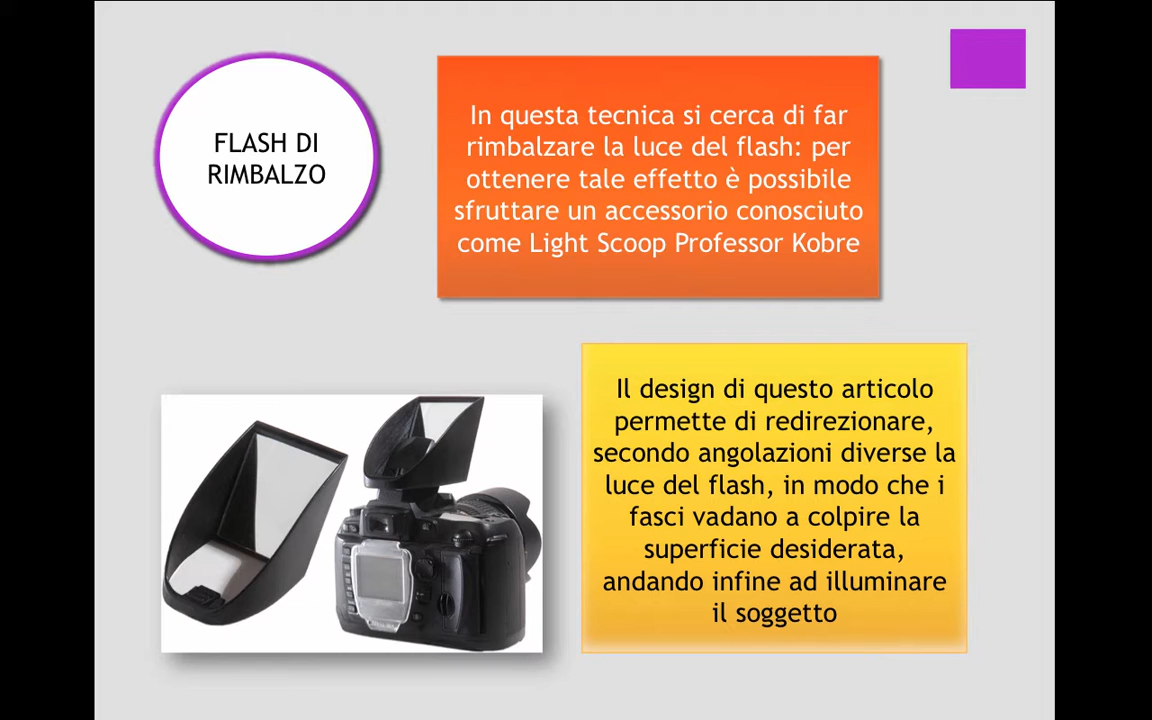 FLASH DI
RIMBALZO
In questa tecnica si cerca di far
rimbalzare la luce del flash: per
ottenere tale effetto è possibile
sfruttare un accessorio conosciuto
come Light Scoop Professor Kobre
Il design di questo articolo
permette di redirezionare,
secondo angolazioni diverse la
luce del flash, in modo che i
fasci vadano a colpire la
superficie desiderata,
andando infine ad illuminare
il soggetto